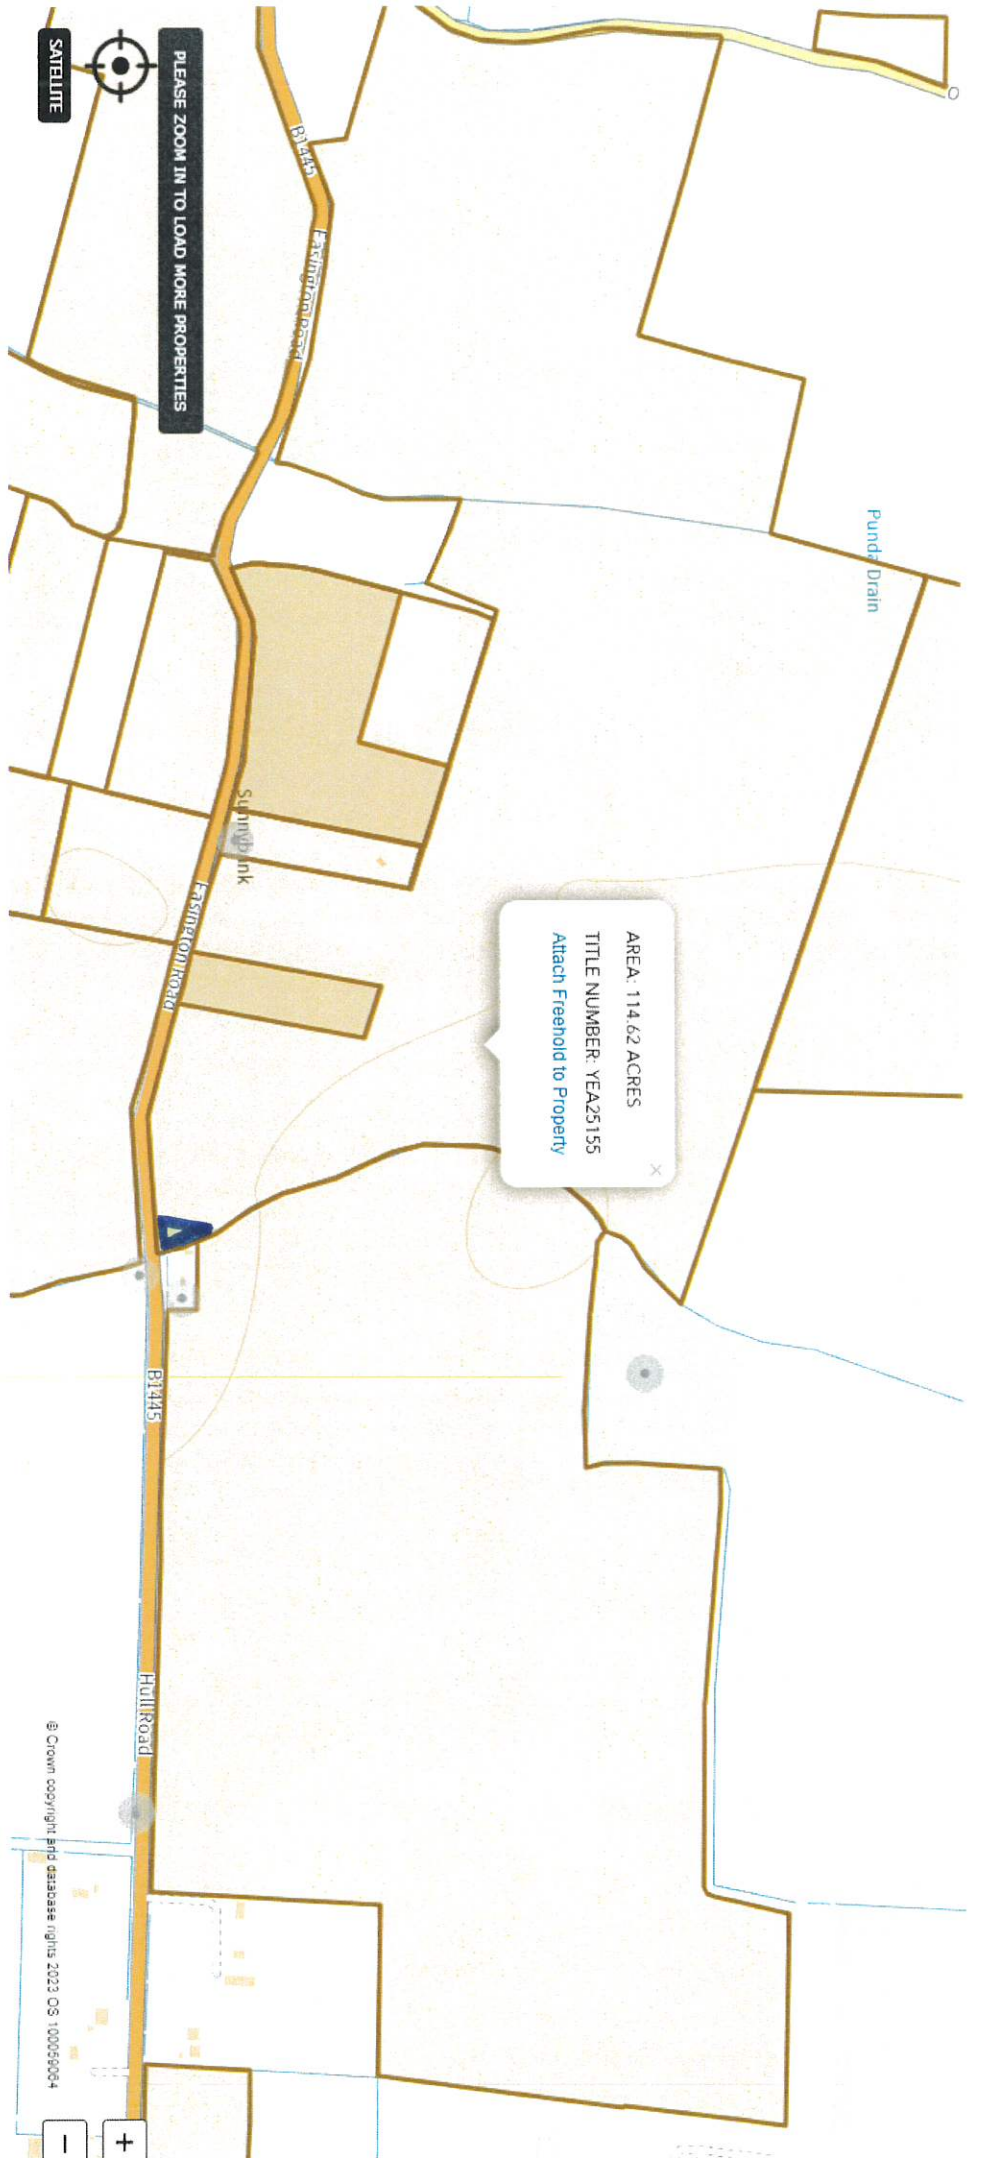 SATELLITE
PLEASE ZOOM IN TO LOAD MORE PROPERTIES
B1445
Easington Road
Punda Drain
Sunnybank
Easington Road
AREA: 114.62 ACRES
TITLE NUMBER: YEA25155
Attach Freehold to Property
×
B1445
Hull Road
© Crown copyright and database rights 2023 OS 100059064
+
−